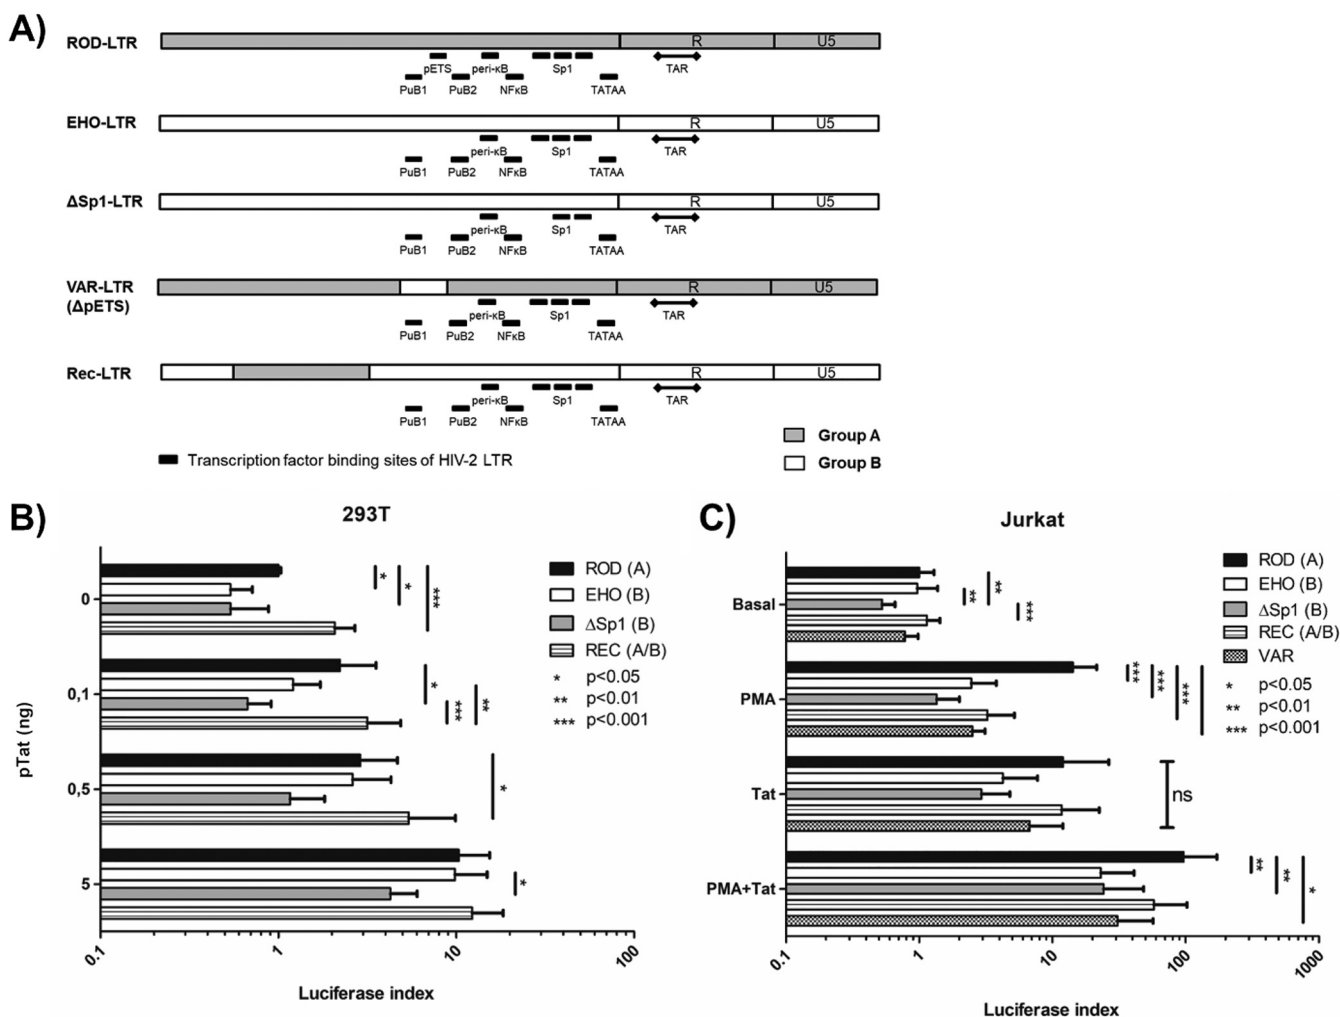 A)
ROD-LTR
R
U5
pETS
peri-κB
Sp1
TAR
PuB1
PuB2
NFκB
TATAA
EHO-LTR
R
U5
peri-κB
Sp1
TAR
PuB1
PuB2
NFκB
TATAA
ΔSp1-LTR
R
U5
peri-κB
Sp1
TAR
PuB1
PuB2
NFκB
TATAA
VAR-LTR
(ΔpETS)
R
U5
peri-κB
Sp1
TAR
PuB1
PuB2
NFκB
TATAA
Rec-LTR
R
U5
peri-κB
Sp1
TAR
PuB1
PuB2
NFκB
TATAA
Transcription factor binding sites of HIV-2 LTR
Group A
Group B
B)
293T
pTat (ng)
0
0,1
0,5
5
*
*
***
*
***
**
*
*
ROD (A)
EHO (B)
ΔSp1 (B)
REC (A/B)
* p<0.05
** p<0.01
*** p<0.001
0.1
1
10
100
Luciferase index
C)
Jurkat
Basal
PMA
Tat
PMA+Tat
**
**
***
***
***
***
ns
**
**
*
ROD (A)
EHO (B)
ΔSp1 (B)
REC (A/B)
VAR
* p<0.05
** p<0.01
*** p<0.001
0.1
1
10
100
1000
Luciferase index